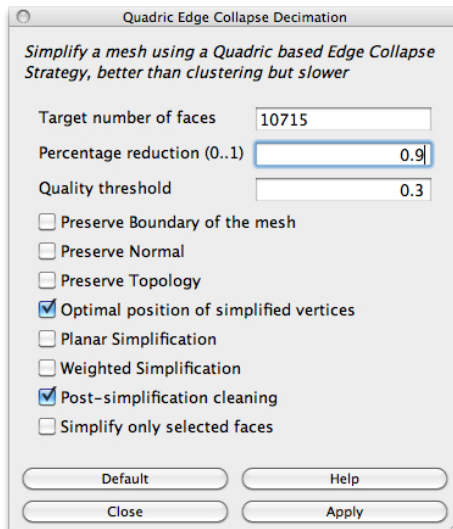 Quadric Edge Collapse Decimation
Simplify a mesh using a Quadric based Edge Collapse
Strategy, better than clustering but slower
Target number of faces 10715
Percentage reduction (0..1) 0.9
Quality threshold 0.3
Preserve Boundary of the mesh
Preserve Normal
Preserve Topology
Optimal position of simplified vertices
Planar Simplification
Weighted Simplification
Post-simplification cleaning
Simplify only selected faces
Default Help
Close Apply